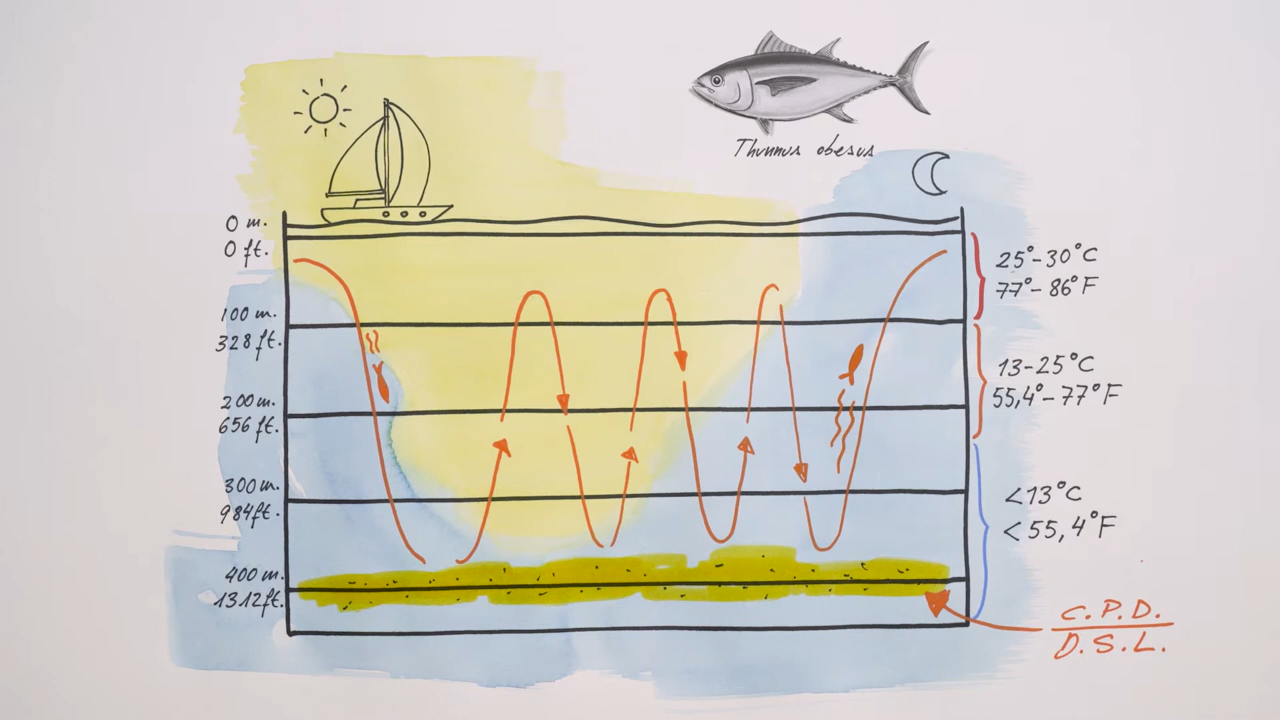 Thunnus obesus
0 m.
0 ft.
100 m.
328 ft.
200 m.
656 ft.
300 m.
984 ft.
400 m.
1312 ft.
25°-30°C
77°-86°F
13-25°C
55,4°-77°F
<13°C
<55,4°F
C.P.D.
D.S.L.